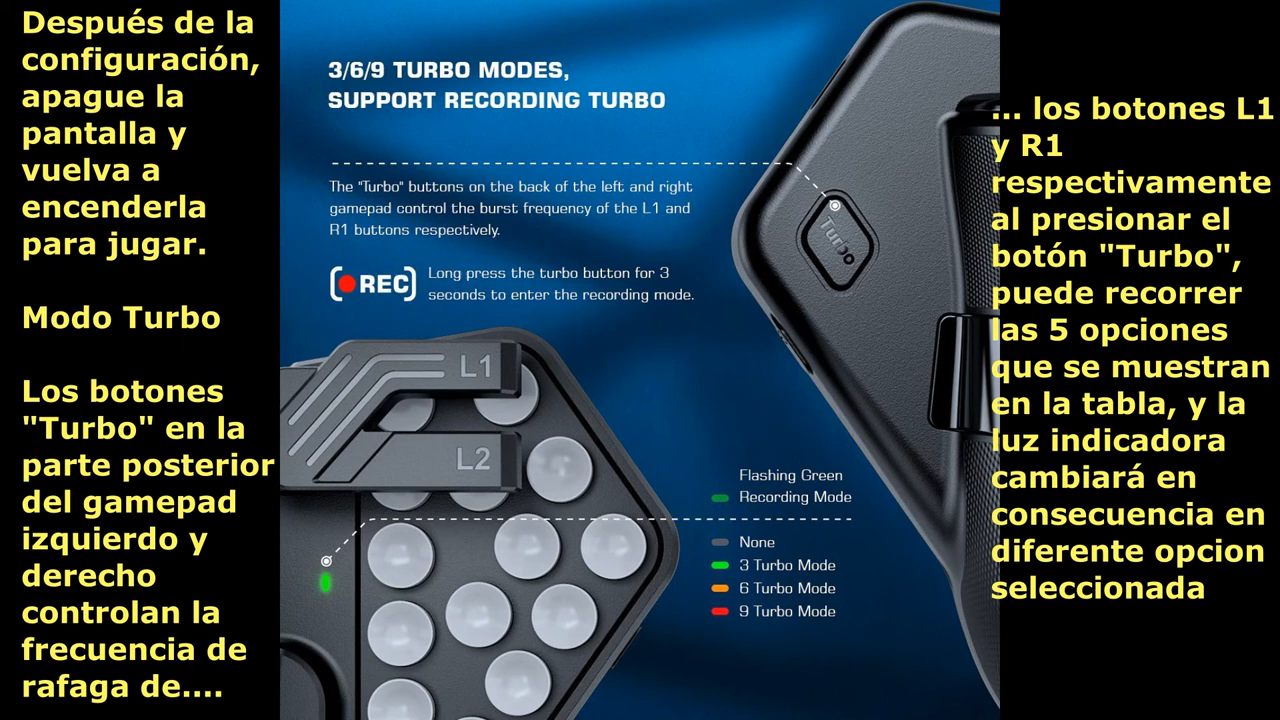 Después de la
configuración,
apague la
pantalla y
vuelva a
encenderla
para jugar.
Modo Turbo
Los botones
"Turbo" en la
parte posterior
del gamepad
izquierdo y
derecho
controlan la
frecuencia de
rafaga de....
3/6/9 TURBO MODES,
SUPPORT RECORDING TURBO
The "Turbo" buttons on the back of the left and right
gamepad control the burst frequency of the L1 and
R1 buttons respectively.
REC
Long press the turbo button for 3
seconds to enter the recording mode.
Turbo
L1
L2
Flashing Green
Recording Mode
None
3 Turbo Mode
6 Turbo Mode
9 Turbo Mode
... los botones L1
y R1
respectivamente
al presionar el
botón "Turbo",
puede recorrer
las 5 opciones
que se muestran
en la tabla, y la
luz indicadora
cambiará en
consecuencia en
diferente opcion
seleccionada